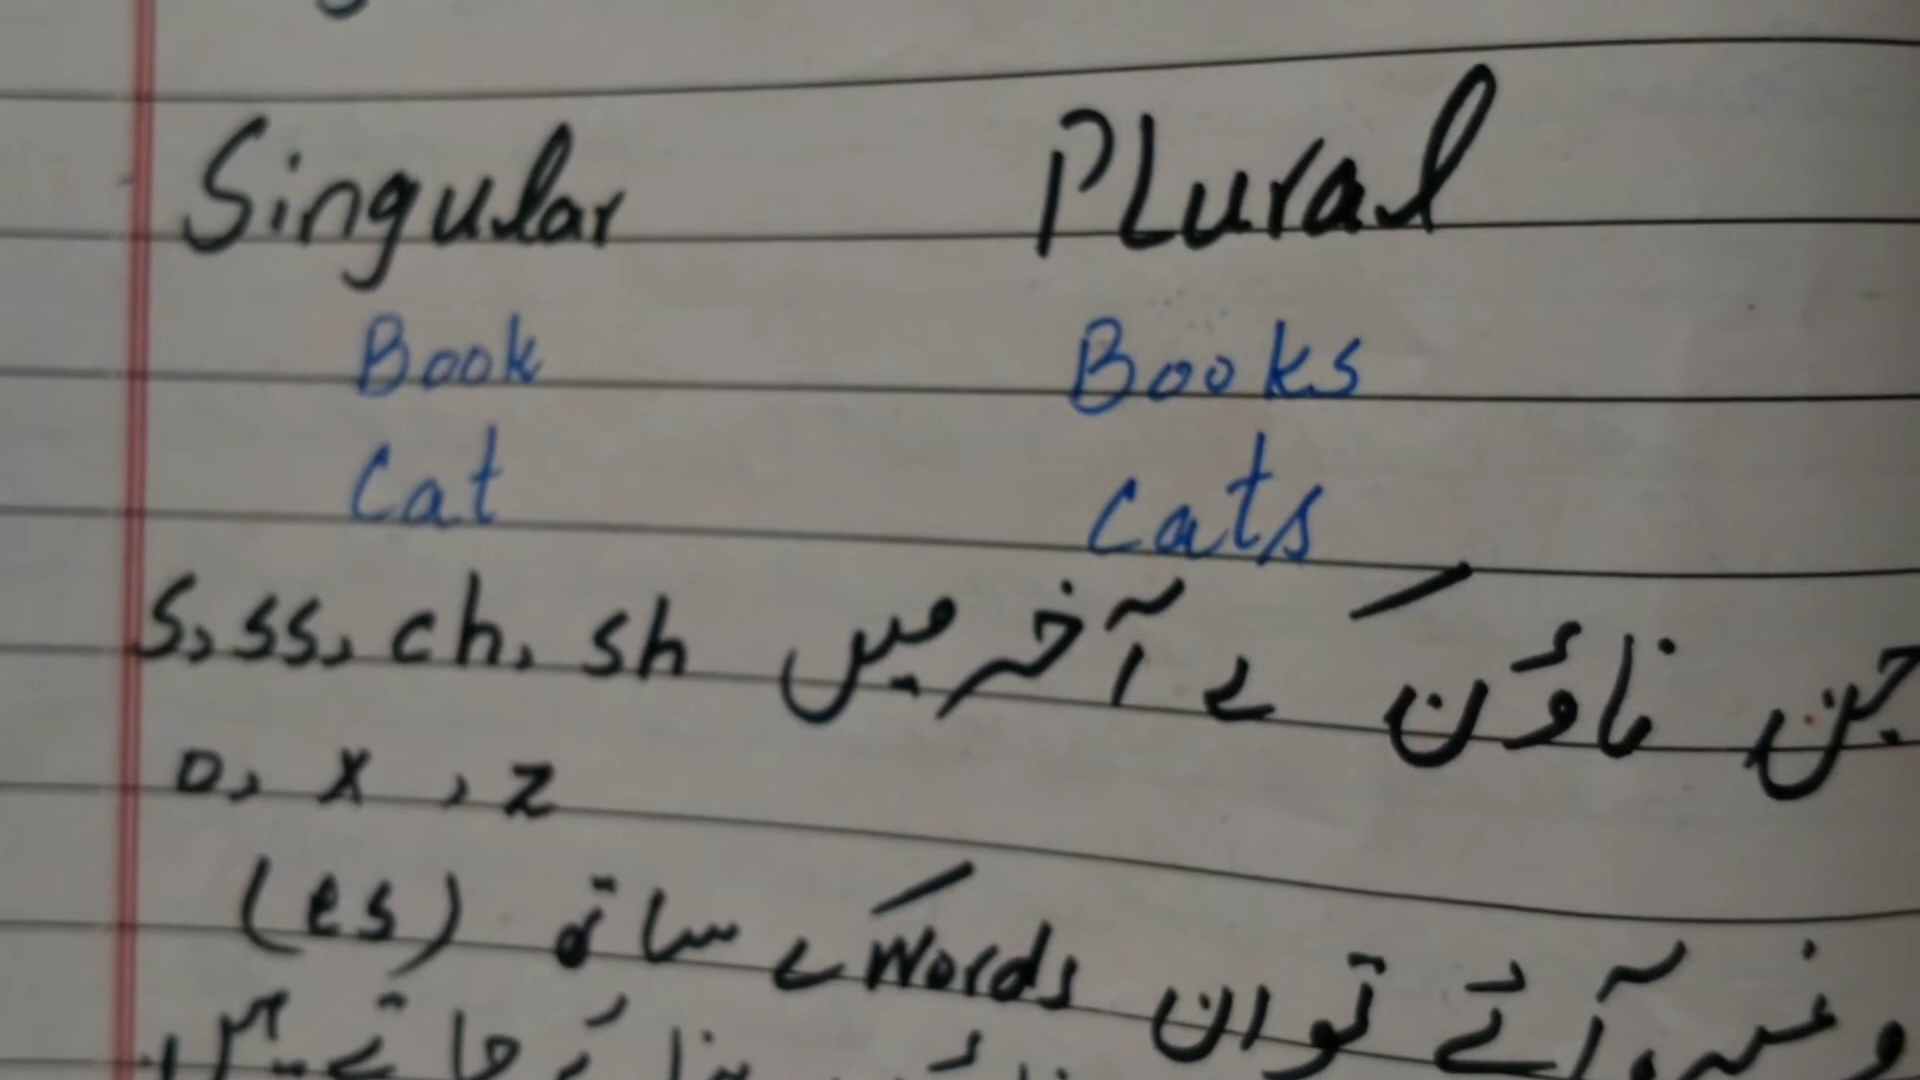 Singular PLural
Book Books
Cat Cats
جن ناؤن کے آخر میں s, ss, ch, sh
o, x , z
وغیرہ آئے تو ان Words کے ساتھ (es)